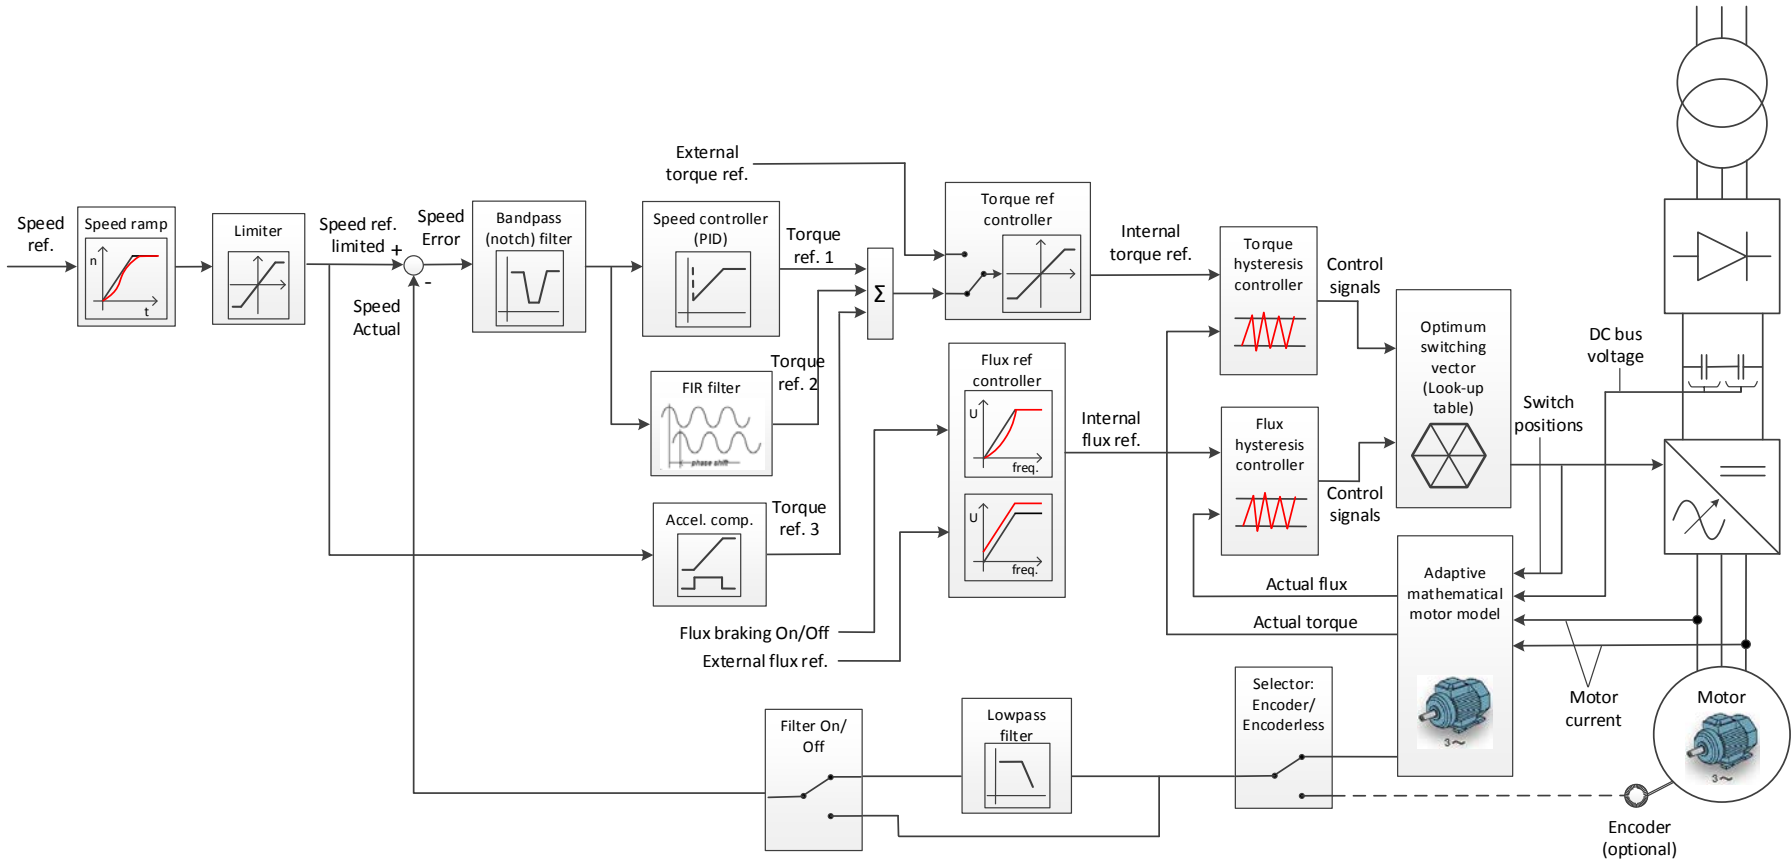 External
torque ref.
Speed
ref.
Speed ramp
n
t
Limiter
Speed ref.
limited
+
-
Speed
Error
Speed
Actual
Bandpass
(notch) filter
Speed controller
(PID)
Torque
ref. 1
Σ
Torque ref
controller
Internal
torque ref.
Torque
hysteresis
controller
Control
signals
Optimum
switching
vector
(Look-up
table)
DC bus
voltage
Switch
positions
FIR filter
phase shift
Torque
ref. 2
Flux ref
controller
U
freq.
U
freq.
Internal
flux ref.
Flux
hysteresis
controller
Control
signals
Accel. comp.
Torque
ref. 3
Flux braking On/Off
External flux ref.
Actual flux
Actual torque
Adaptive
mathematical
motor model
3~
Motor
current
Motor
3~
Selector:
Encoder/
Encoderless
Lowpass
filter
Filter On/
Off
Encoder
(optional)